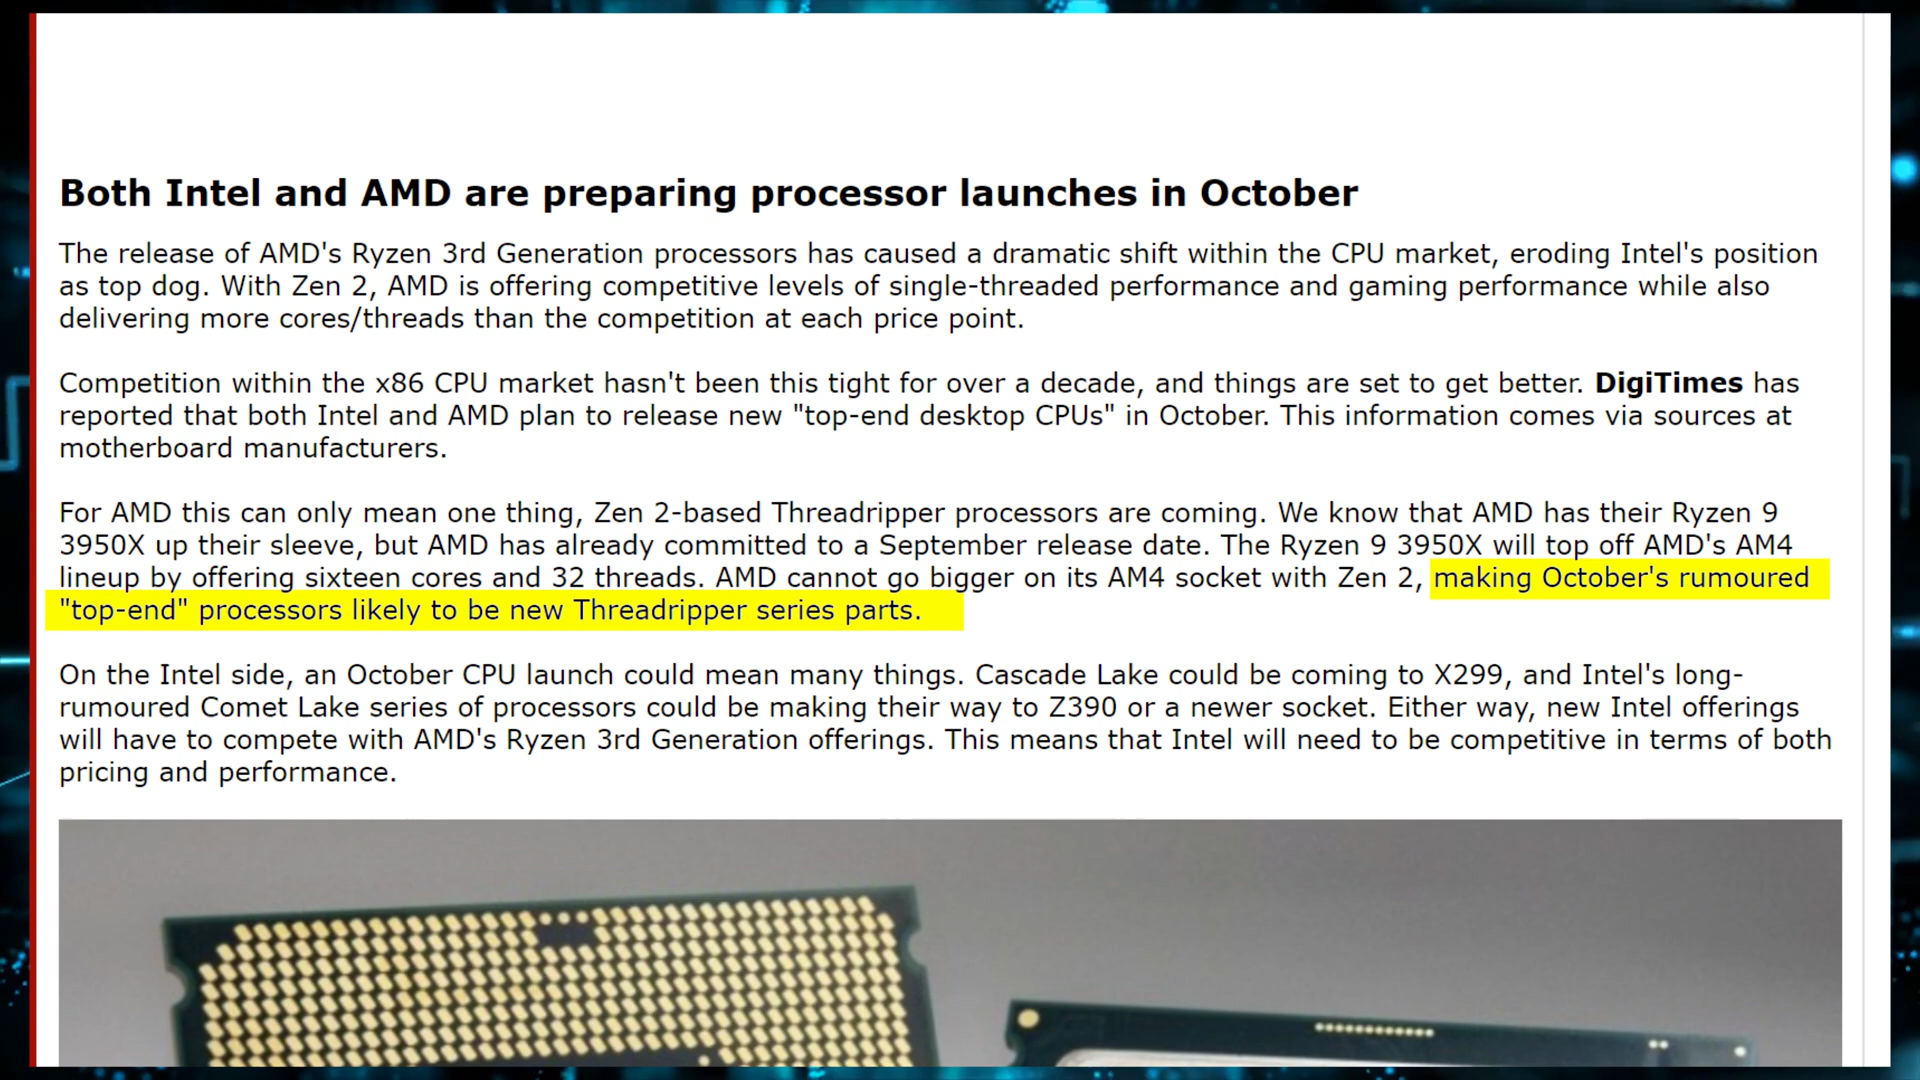 Both Intel and AMD are preparing processor launches in October
The release of AMD's Ryzen 3rd Generation processors has caused a dramatic shift within the CPU market, eroding Intel's position
as top dog. With Zen 2, AMD is offering competitive levels of single-threaded performance and gaming performance while also
delivering more cores/threads than the competition at each price point.
Competition within the x86 CPU market hasn't been this tight for over a decade, and things are set to get better. DigiTimes has
reported that both Intel and AMD plan to release new "top-end desktop CPUs" in October. This information comes via sources at
motherboard manufacturers.
For AMD this can only mean one thing, Zen 2-based Threadripper processors are coming. We know that AMD has their Ryzen 9
3950X up their sleeve, but AMD has already committed to a September release date. The Ryzen 9 3950X will top off AMD's AM4
lineup by offering sixteen cores and 32 threads. AMD cannot go bigger on its AM4 socket with Zen 2, making October's rumoured
"top-end" processors likely to be new Threadripper series parts.
On the Intel side, an October CPU launch could mean many things. Cascade Lake could be coming to X299, and Intel's long-
rumoured Comet Lake series of processors could be making their way to Z390 or a newer socket. Either way, new Intel offerings
will have to compete with AMD's Ryzen 3rd Generation offerings. This means that Intel will need to be competitive in terms of both
pricing and performance.